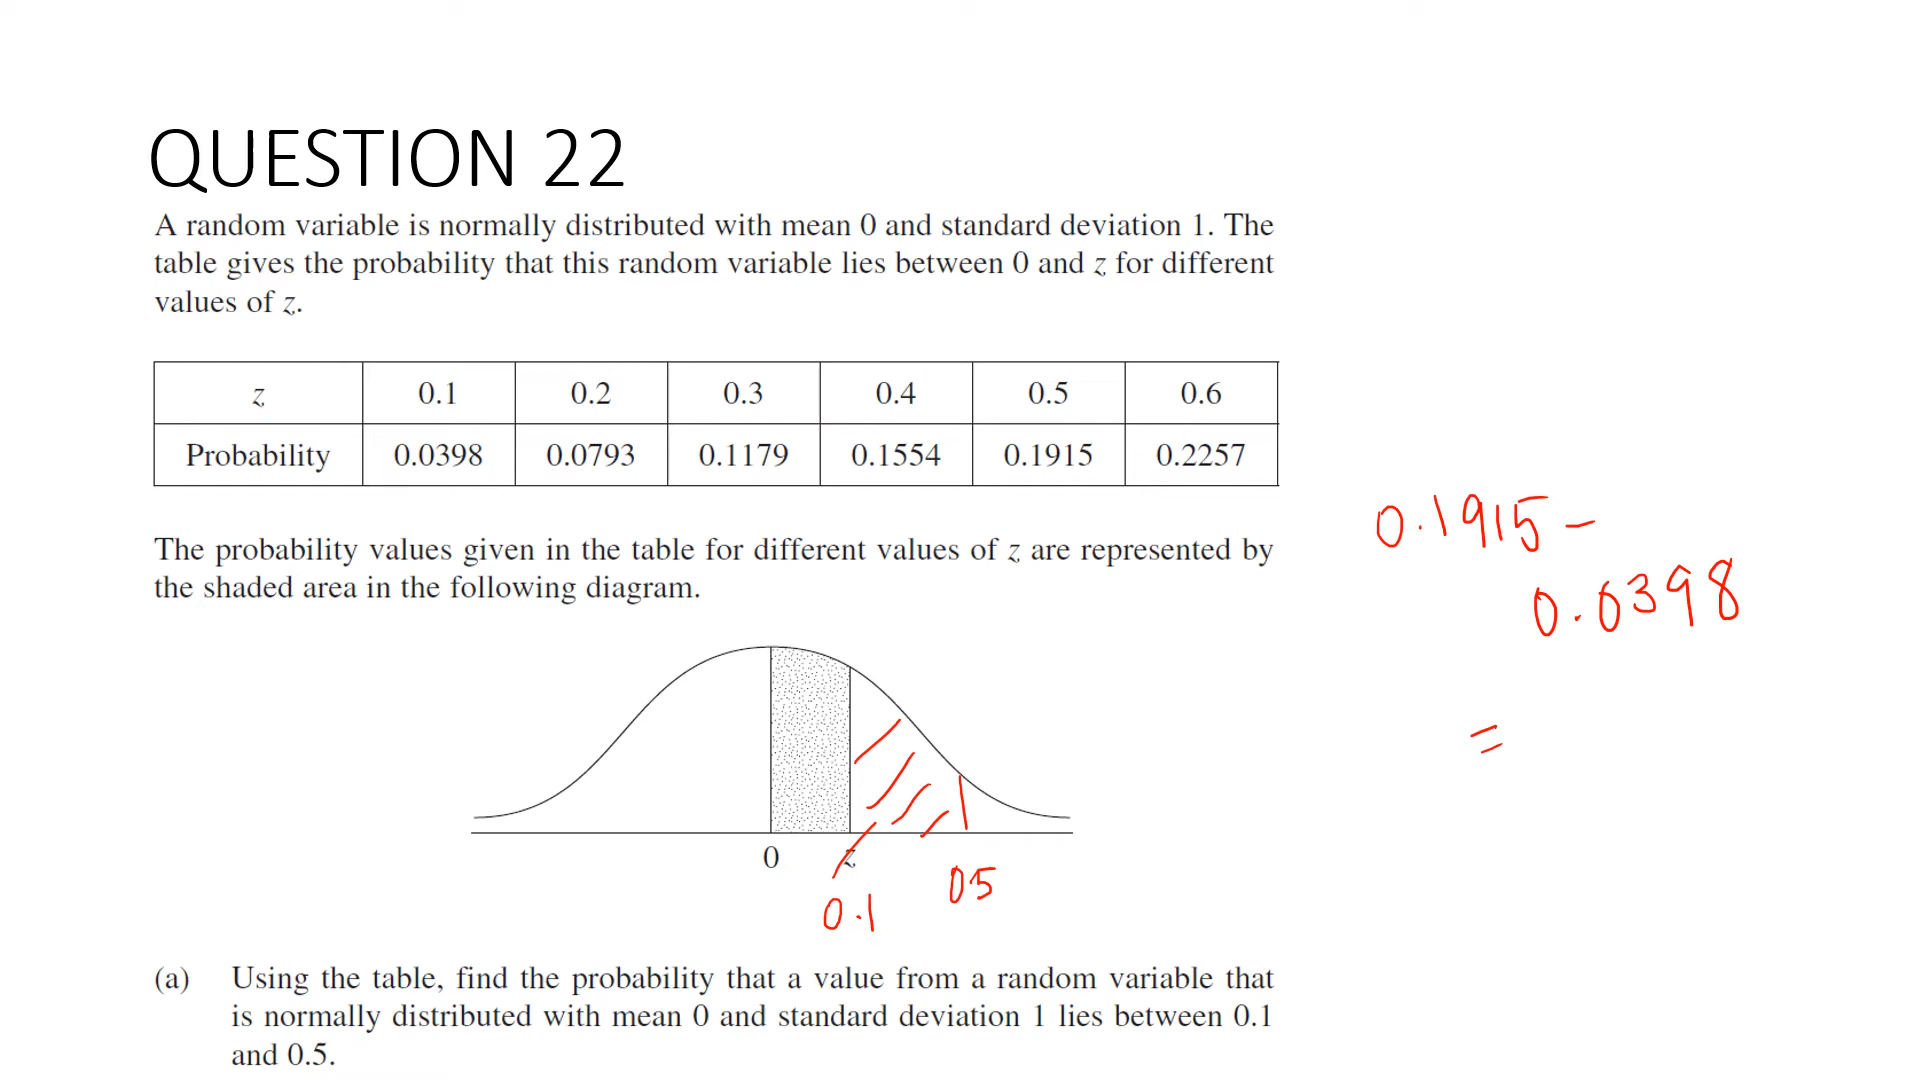 QUESTION 22
A random variable is normally distributed with mean 0 and standard deviation 1. The
table gives the probability that this random variable lies between 0 and z for different
values of z.
z 0.1 0.2 0.3 0.4 0.5 0.6
Probability 0.0398 0.0793 0.1179 0.1554 0.1915 0.2257
0.1915 –
0.0398
=
The probability values given in the table for different values of z are represented by
the shaded area in the following diagram.
0 z
0.1 05
(a) Using the table, find the probability that a value from a random variable that
is normally distributed with mean 0 and standard deviation 1 lies between 0.1
and 0.5.